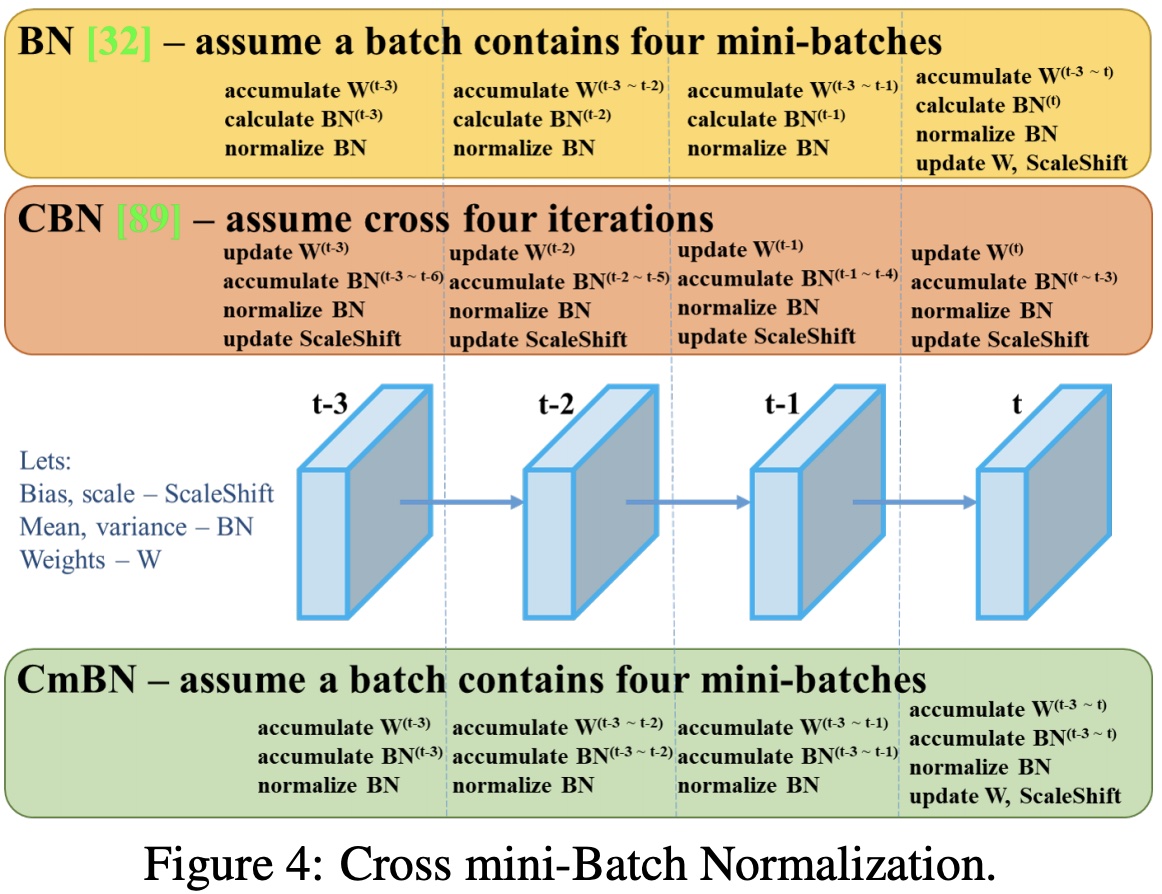 BN [32] – assume a batch contains four mini-batches
accumulate W(t-3)
calculate BN(t-3)
normalize BN
accumulate W(t-3 ~ t-2)
calculate BN(t-2)
normalize BN
accumulate W(t-3 ~ t-1)
calculate BN(t-1)
normalize BN
accumulate W(t-3 ~ t)
calculate BN(t)
normalize BN
update W, ScaleShift
CBN [89] – assume cross four iterations
update W(t-3)
accumulate BN(t-3 ~ t-6)
normalize BN
update ScaleShift
update W(t-2)
accumulate BN(t-2 ~ t-5)
normalize BN
update ScaleShift
update W(t-1)
accumulate BN(t-1 ~ t-4)
normalize BN
update ScaleShift
update W(t)
accumulate BN(t ~ t-3)
normalize BN
update ScaleShift
t-3
t-2
t-1
t
Lets:
Bias, scale – ScaleShift
Mean, variance – BN
Weights – W
CmBN – assume a batch contains four mini-batches
accumulate W(t-3)
accumulate BN(t-3)
normalize BN
accumulate W(t-3 ~ t-2)
accumulate BN(t-3 ~ t-2)
normalize BN
accumulate W(t-3 ~ t-1)
accumulate BN(t-3 ~ t-1)
normalize BN
accumulate W(t-3 ~ t)
accumulate BN(t-3 ~ t)
normalize BN
update W, ScaleShift
Figure 4: Cross mini-Batch Normalization.